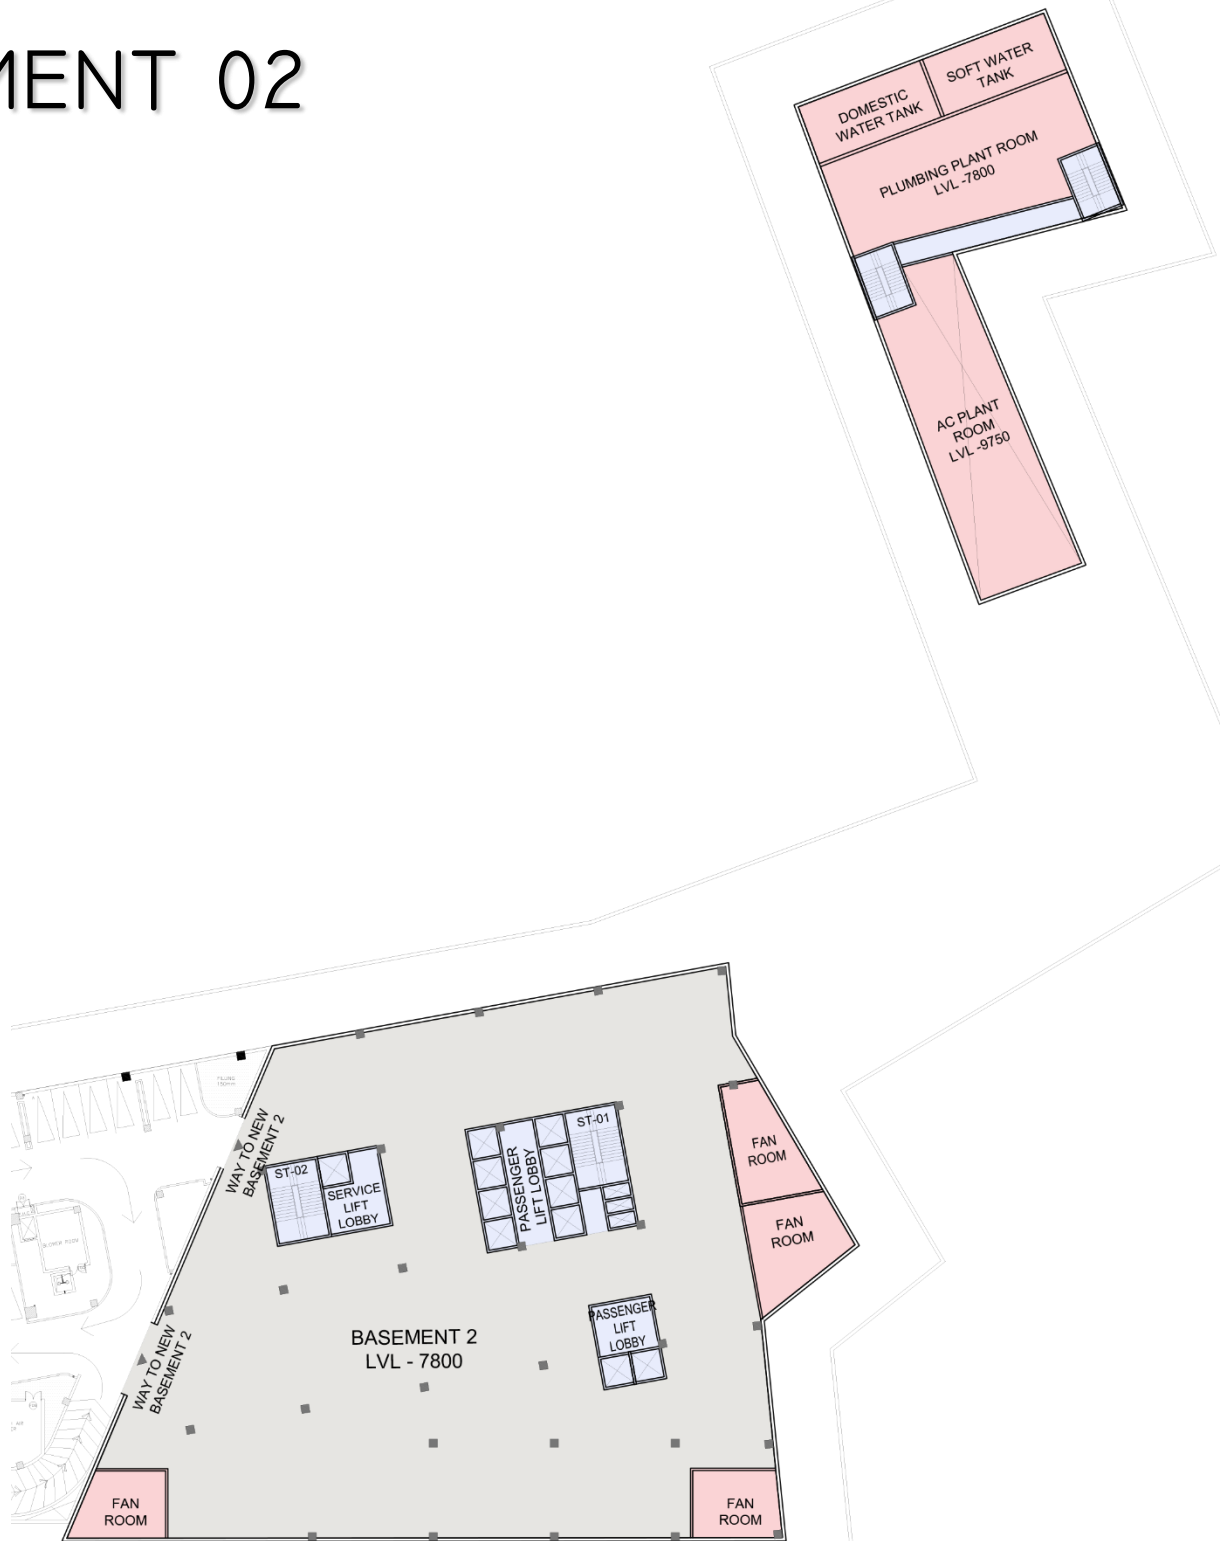 MENT 02
SOFT WATER
TANK
DOMESTIC
WATER TANK
PLUMBING PLANT ROOM
LVL -7800
AC PLANT
ROOM
LVL -9750
WAY TO NEW
BASEMENT 2
ST-02
SERVICE
LIFT
LOBBY
PASSENGER
LIFT LOBBY
ST-01
FAN
ROOM
FAN
ROOM
PASSENGER
LIFT
LOBBY
BASEMENT 2
LVL - 7800
WAY TO NEW
BASEMENT 2
FAN
ROOM
FAN
ROOM